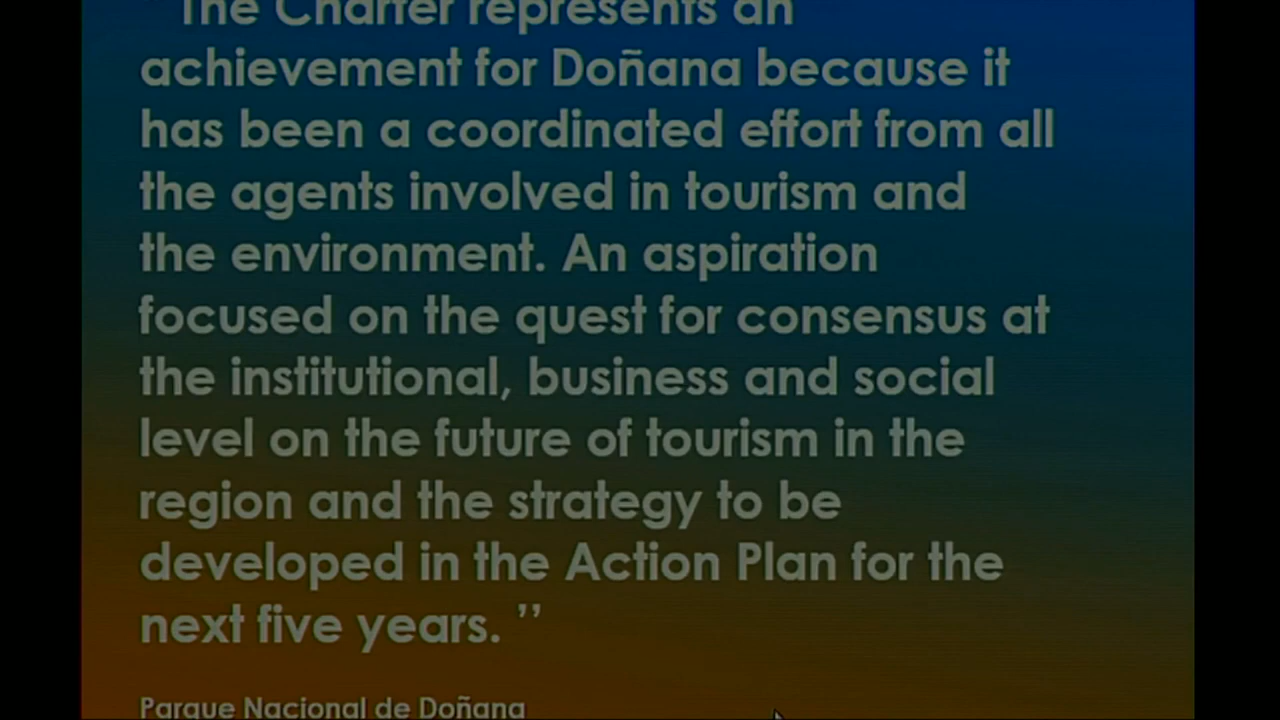 " The Charter represents an
achievement for Doñana because it
has been a coordinated effort from all
the agents involved in tourism and
the environment. An aspiration
focused on the quest for consensus at
the institutional, business and social
level on the future of tourism in the
region and the strategy to be
developed in the Action Plan for the
next five years. ’’
Parque Nacional de Doñana